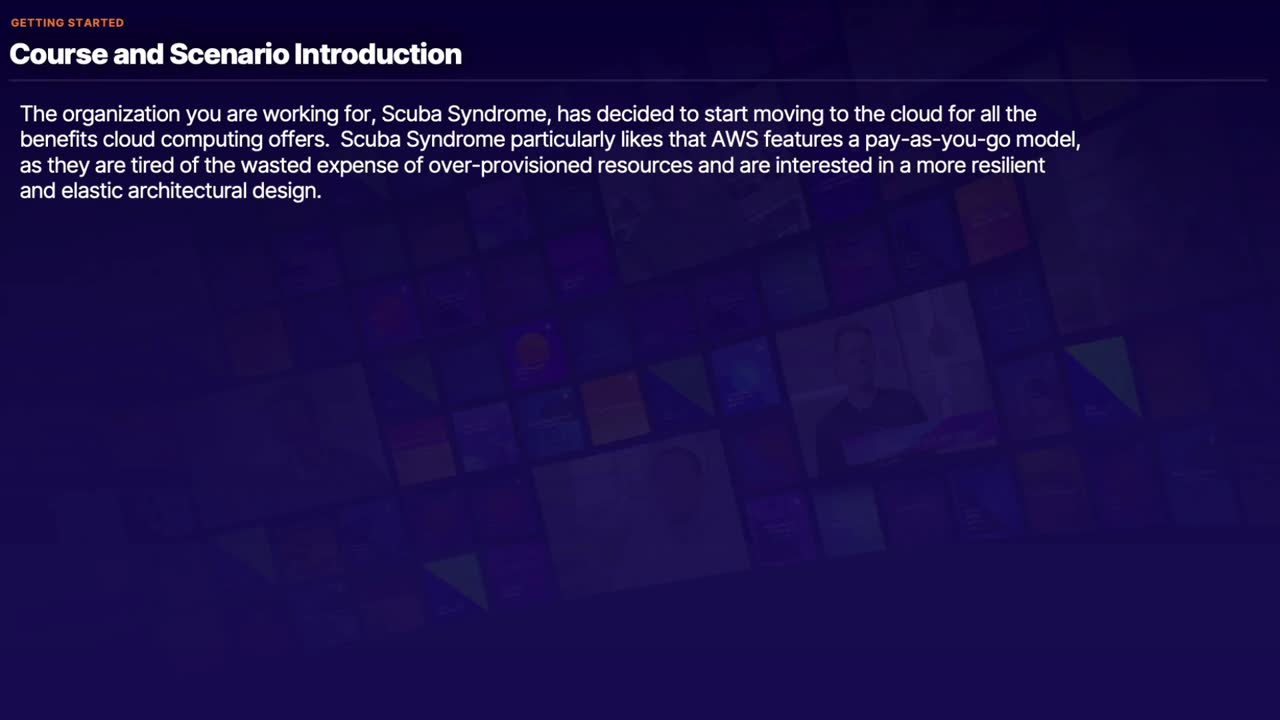 GETTING STARTED
Course and Scenario Introduction
The organization you are working for, Scuba Syndrome, has decided to start moving to the cloud for all the
benefits cloud computing offers.  Scuba Syndrome particularly likes that AWS features a pay-as-you-go model,
as they are tired of the wasted expense of over-provisioned resources and are interested in a more resilient
and elastic architectural design.